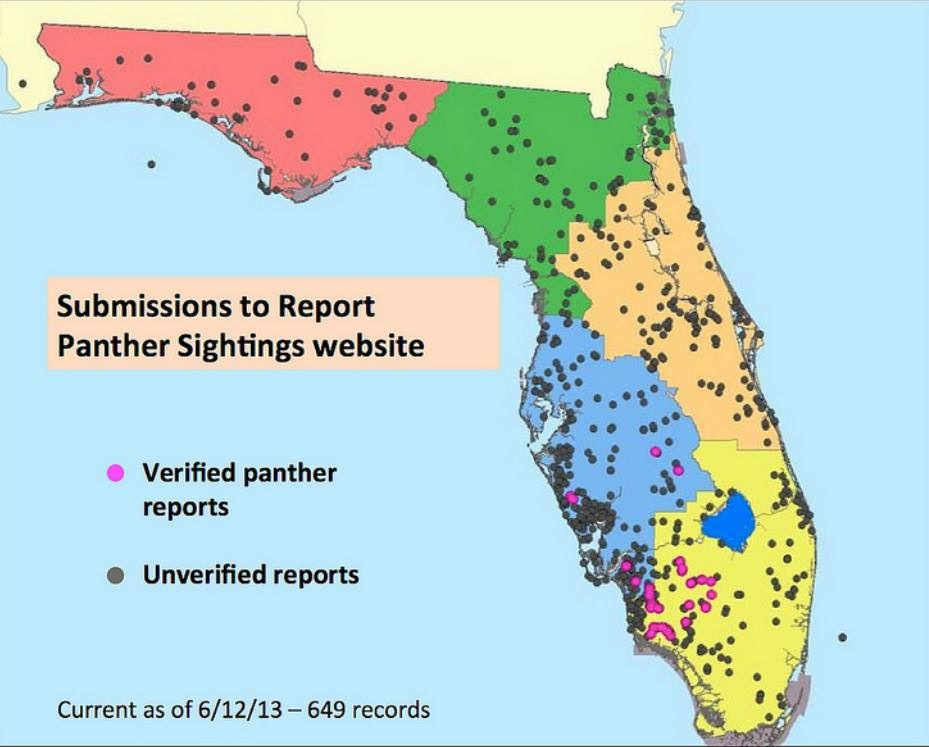 Submissions to Report
Panther Sightings website
Verified panther
reports
Unverified reports
Current as of 6/12/13 – 649 records